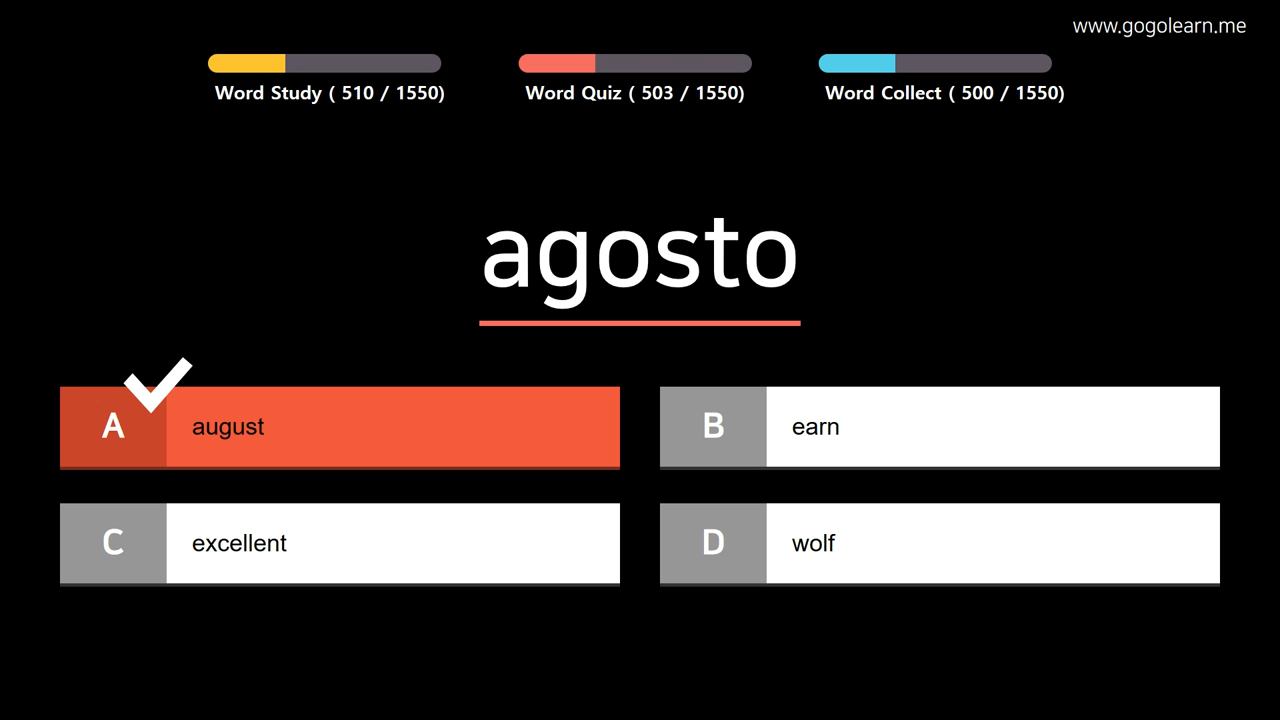 www.gogolearn.me
Word Study ( 510 / 1550)
Word Quiz ( 503 / 1550)
Word Collect ( 500 / 1550)
agosto
A august
B earn
C excellent
D wolf